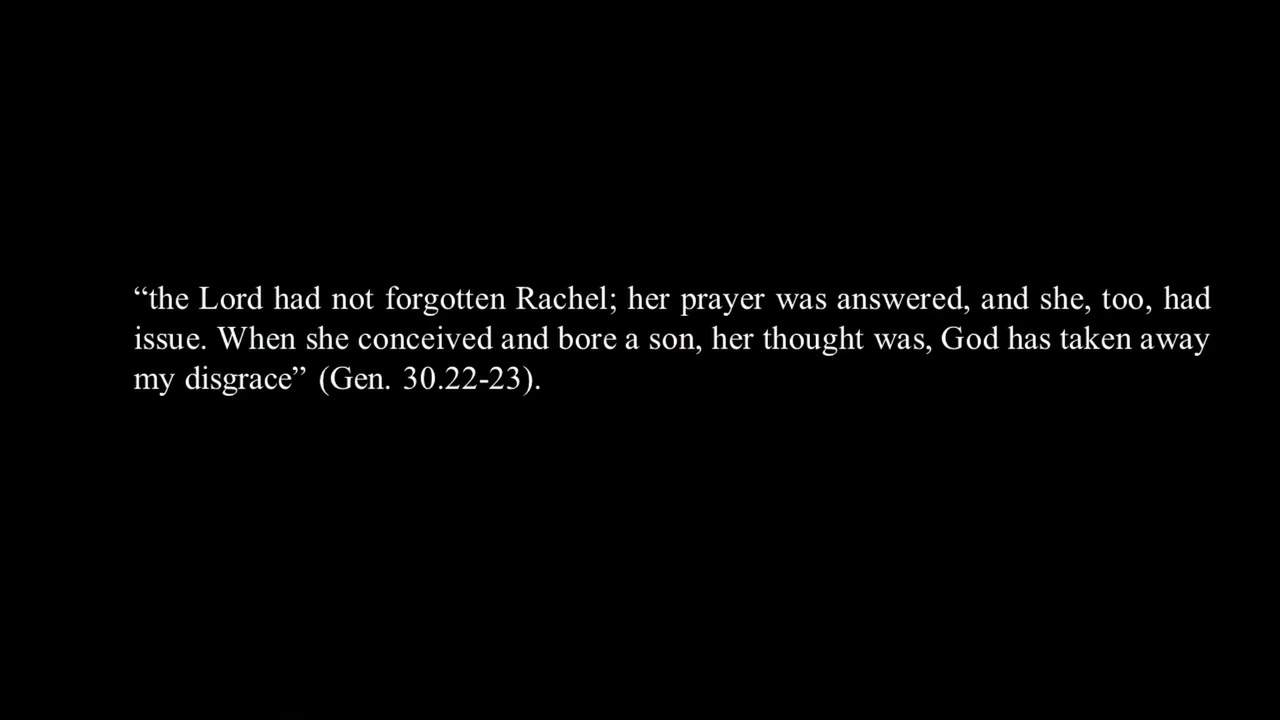 “the Lord had not forgotten Rachel; her prayer was answered, and she, too, had
issue. When she conceived and bore a son, her thought was, God has taken away
my disgrace” (Gen. 30.22-23).